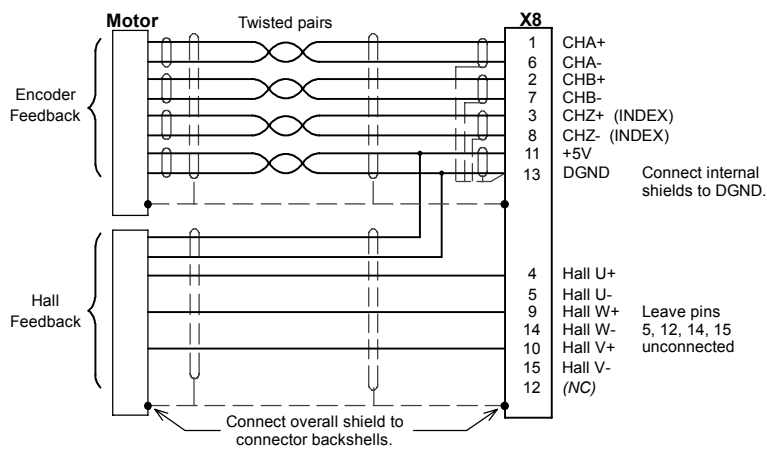 Motor
Twisted pairs
X8
Encoder
Feedback
1 CHA+
6 CHA-
2 CHB+
7 CHB-
3 CHZ+ (INDEX)
8 CHZ- (INDEX)
11 +5V
13 DGND
Connect internal
shields to DGND.
Hall
Feedback
4 Hall U+
5 Hall U-
9 Hall W+
14 Hall W-
10 Hall V+
15 Hall V-
12 (NC)
Leave pins
5, 12, 14, 15
unconnected
Connect overall shield to
connector backshells.